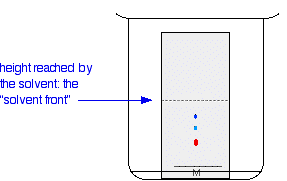 height reached by
the solvent: the
"solvent front"
M